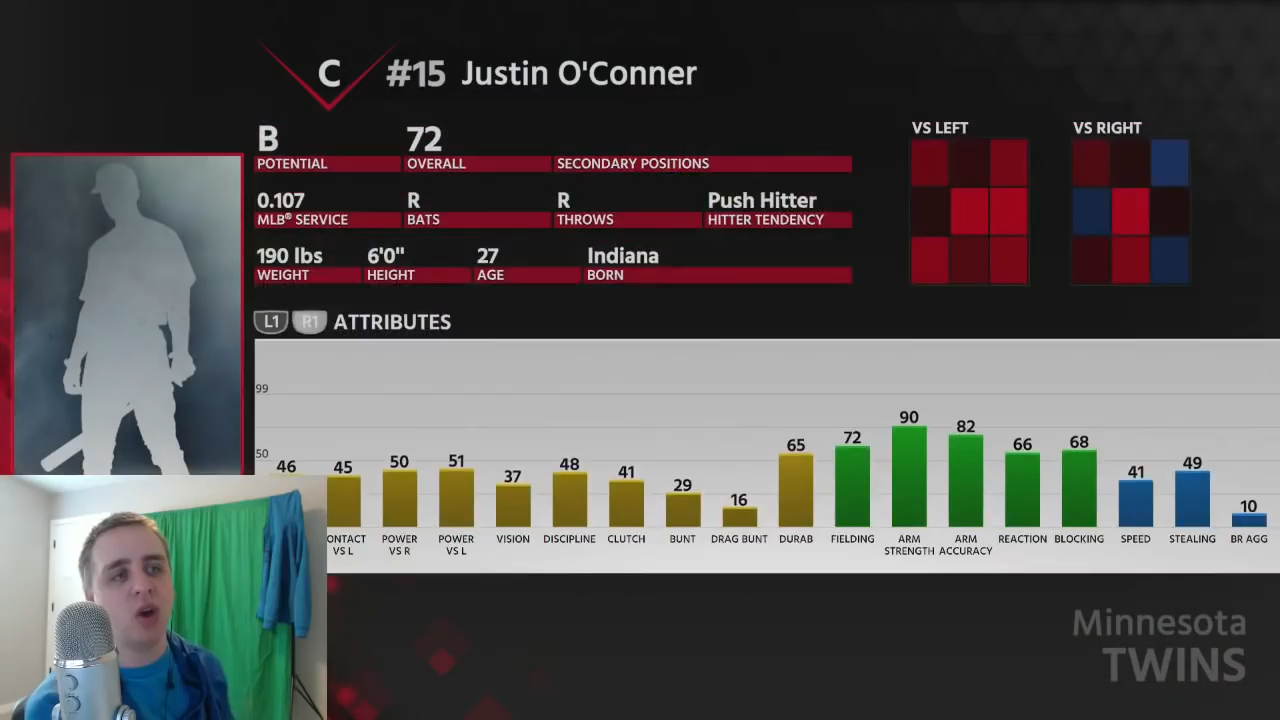 C #15 Justin O'Conner
B 72
POTENTIAL OVERALL SECONDARY POSITIONS
0.107 R R Push Hitter
MLB® SERVICE BATS THROWS HITTER TENDENCY
190 lbs 6'0" 27 Indiana
WEIGHT HEIGHT AGE BORN
VS LEFT VS RIGHT
L1 R1 ATTRIBUTES
99
50
46 45 50 51 37 48 41 29 16 65 72 90 82 66 68 41 49 10
ONTACT VS L
POWER VS R
POWER VS L
VISION
DISCIPLINE
CLUTCH
BUNT
DRAG BUNT
DURAB
FIELDING
ARM STRENGTH
ARM ACCURACY
REACTION
BLOCKING
SPEED
STEALING
BR AGG
Minnesota
TWINS